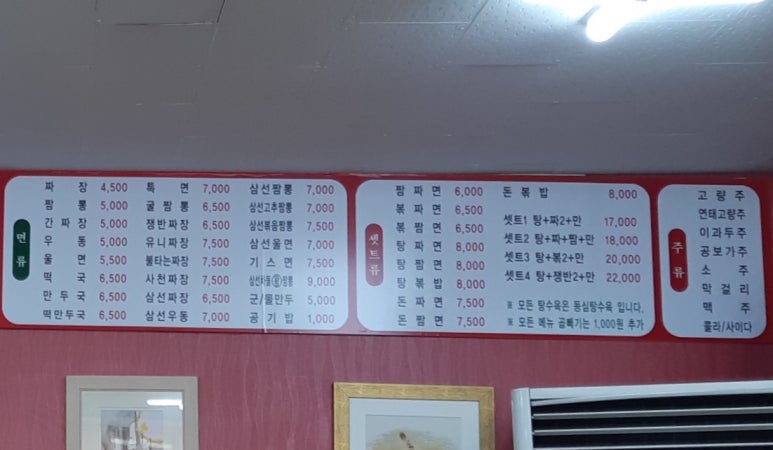 면류
짜장 4,500
짬뽕 5,000
간짜장 5,000
우동 5,000
울면 5,500
떡국 6,500
만두국 6,500
떡만두국 6,500
특면 7,000
굴짬뽕 6,500
쟁반짜장 6,500
유니짜장 7,500
불타는짜장 7,500
사천짜장 7,500
삼선짜장 6,500
삼선우동 7,000
삼선짬뽕 7,000
삼선고추짬뽕 7,000
삼선볶음짬뽕 7,500
삼선울면 7,000
기스면 7,500
9,000
군/물만두 5,000
공기밥 1,000
셋트류
짬짜면 6,000
볶짜면 6,500
볶짬면 6,500
탕짜면 8,000
탕짬면 8,000
탕볶밥 8,000
돈짜면 7,500
돈짬면 7,500
돈볶밥 8,000
셋트1 탕+짜2+만 17,000
셋트2 탕+짜+짬+만 18,000
셋트3 탕+볶2+만 20,000
셋트4 탕+쟁반2+만 22,000
※ 모든 탕수육은 동심탕수육 입니다.
※ 모든 메뉴 곱빼기는 1,000원 추가
주류
고량주
연태고량주
이과두주
공보가주
소주
막걸리
맥주
콜라/사이다